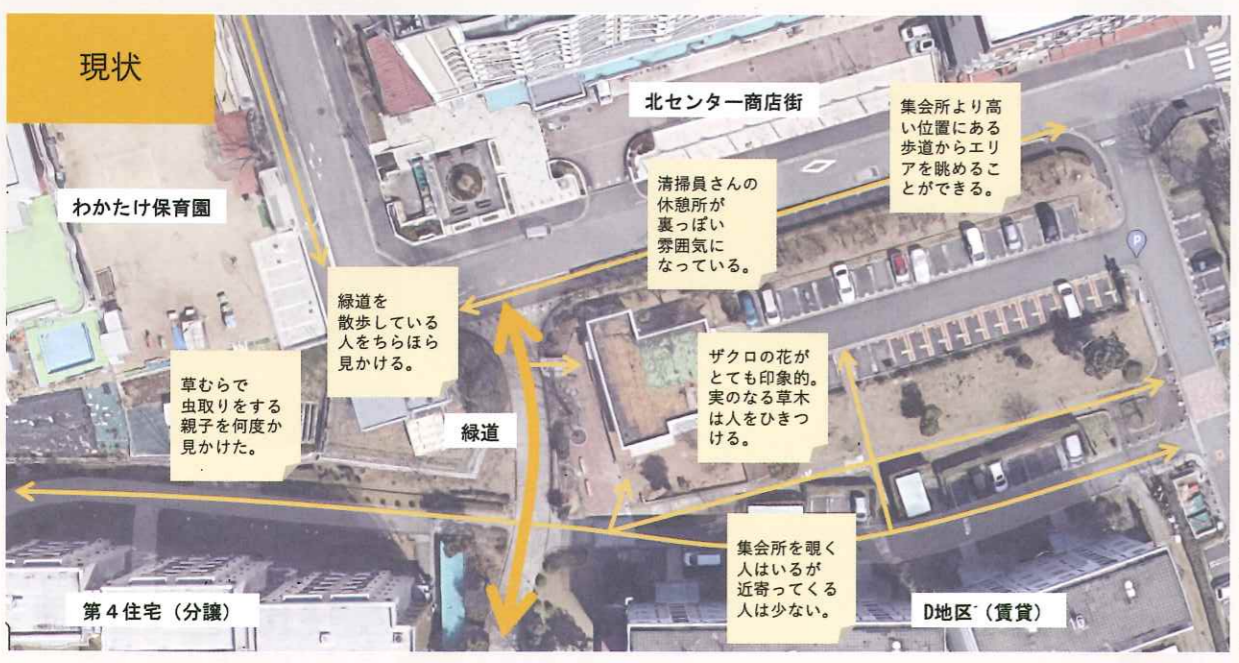 現状
北センター商店街
集会所より高
い位置にある
歩道からエリ
アを眺めるこ
とができる。
わかたけ保育園
清掃員さんの
休憩所が
裏っぽい
雰囲気に
なっている。
P
緑道を
散歩している
人をちらほら
見かける。
ザクロの花が
とても印象的。
実のなる草木
は人をひきつ
ける。
草むらで
虫取りをする
親子を何度か
見かけた。
緑道
集会所を覗く
人はいるが
近寄ってくる
人は少ない。
第4住宅（分譲）
D地区（賃貸）